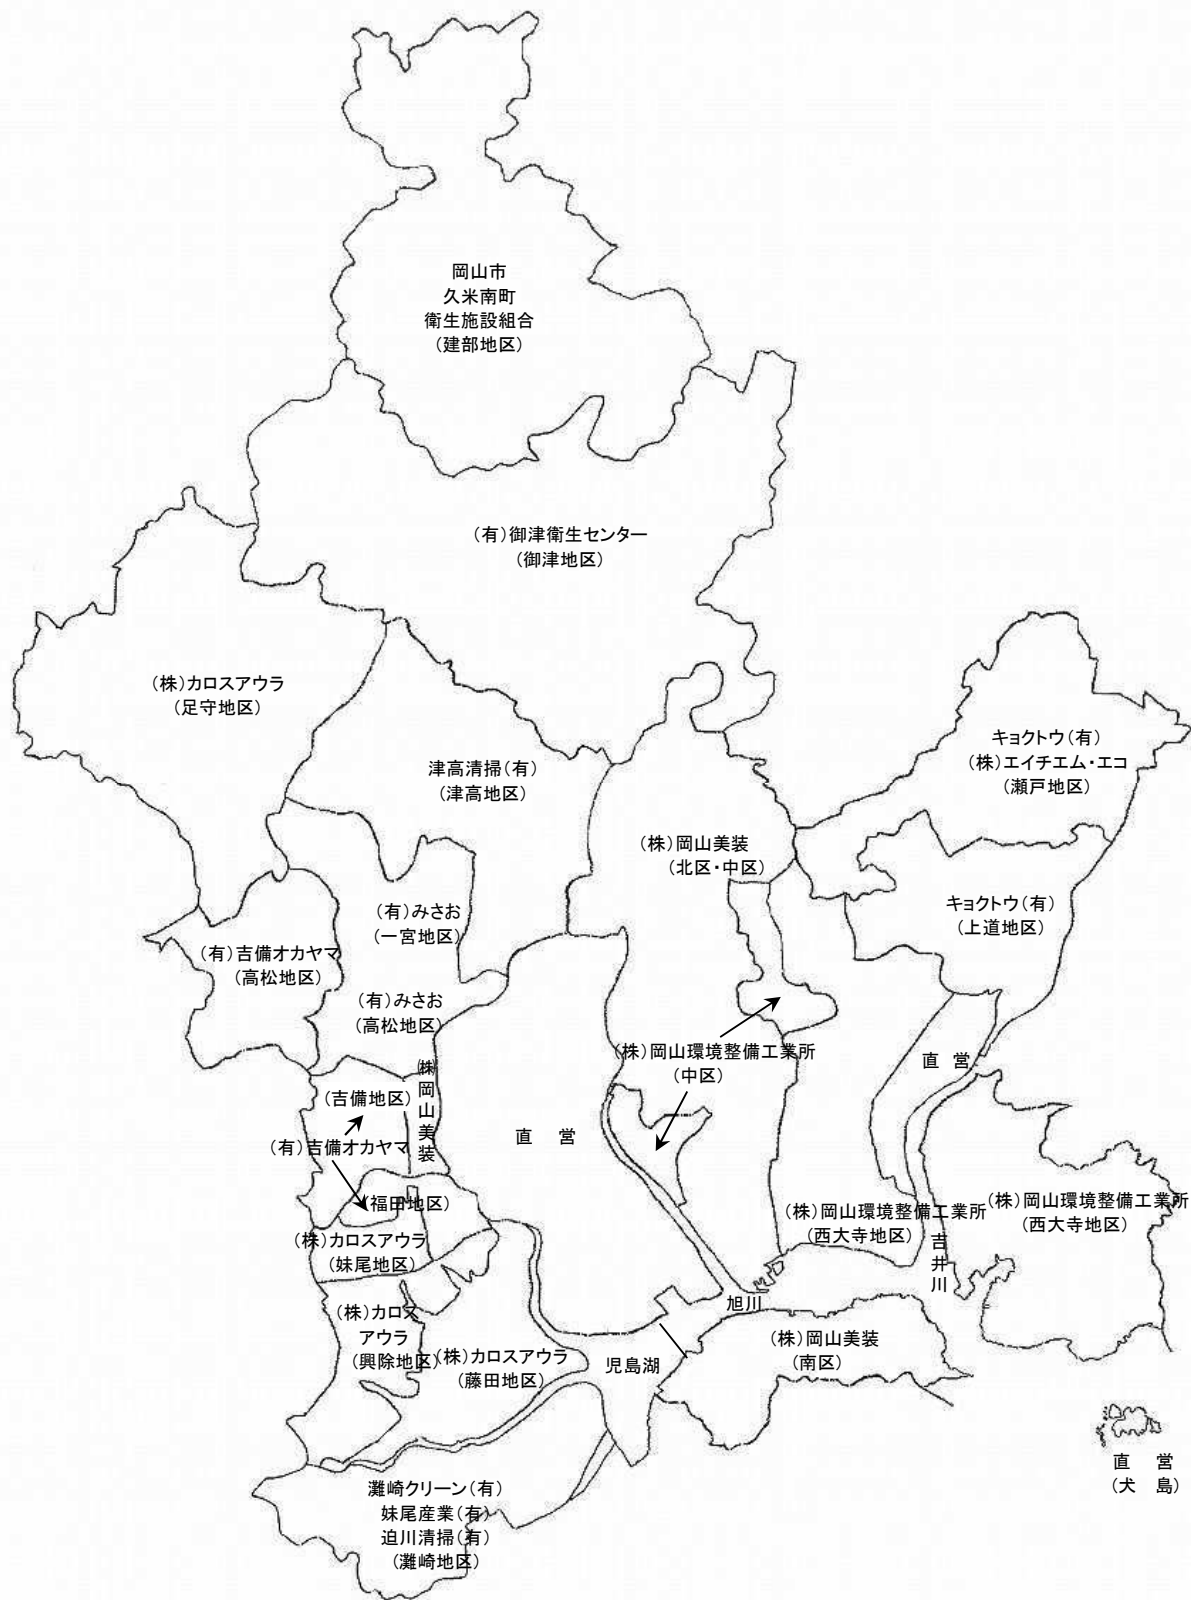 岡山市
久米南町
衛生施設組合
(建部地区)
(有)御津衛生センター
(御津地区)
(株)カロスアウラ
(足守地区)
津高清掃(有)
(津高地区)
キョクトウ(有)
(株)エイチエム・エコ
(瀬戸地区)
(株)岡山美装
(北区・中区)
キョクトウ(有)
(上道地区)
(有)みさお
(一宮地区)
(有)吉備オカヤマ
(高松地区)
(有)みさお
(高松地区)
(株)岡山環境整備工業所
(中区)
直 営
㈱岡山美装
(吉備地区)
(有)吉備オカヤマ
直 営
(福田地区)
(株)岡山環境整備工業所
(西大寺地区)
(株)岡山環境整備工業所
(西大寺地区)
(株)カロスアウラ
(妹尾地区)
吉井川
旭川
(株)カロス
アウラ
(興除地区)
(株)カロスアウラ
(藤田地区)
児島湖
(株)岡山美装
(南区)
直 営
(犬 島)
灘崎クリーン(有)
妹尾産業(有)
迫川清掃(有)
(灘崎地区)